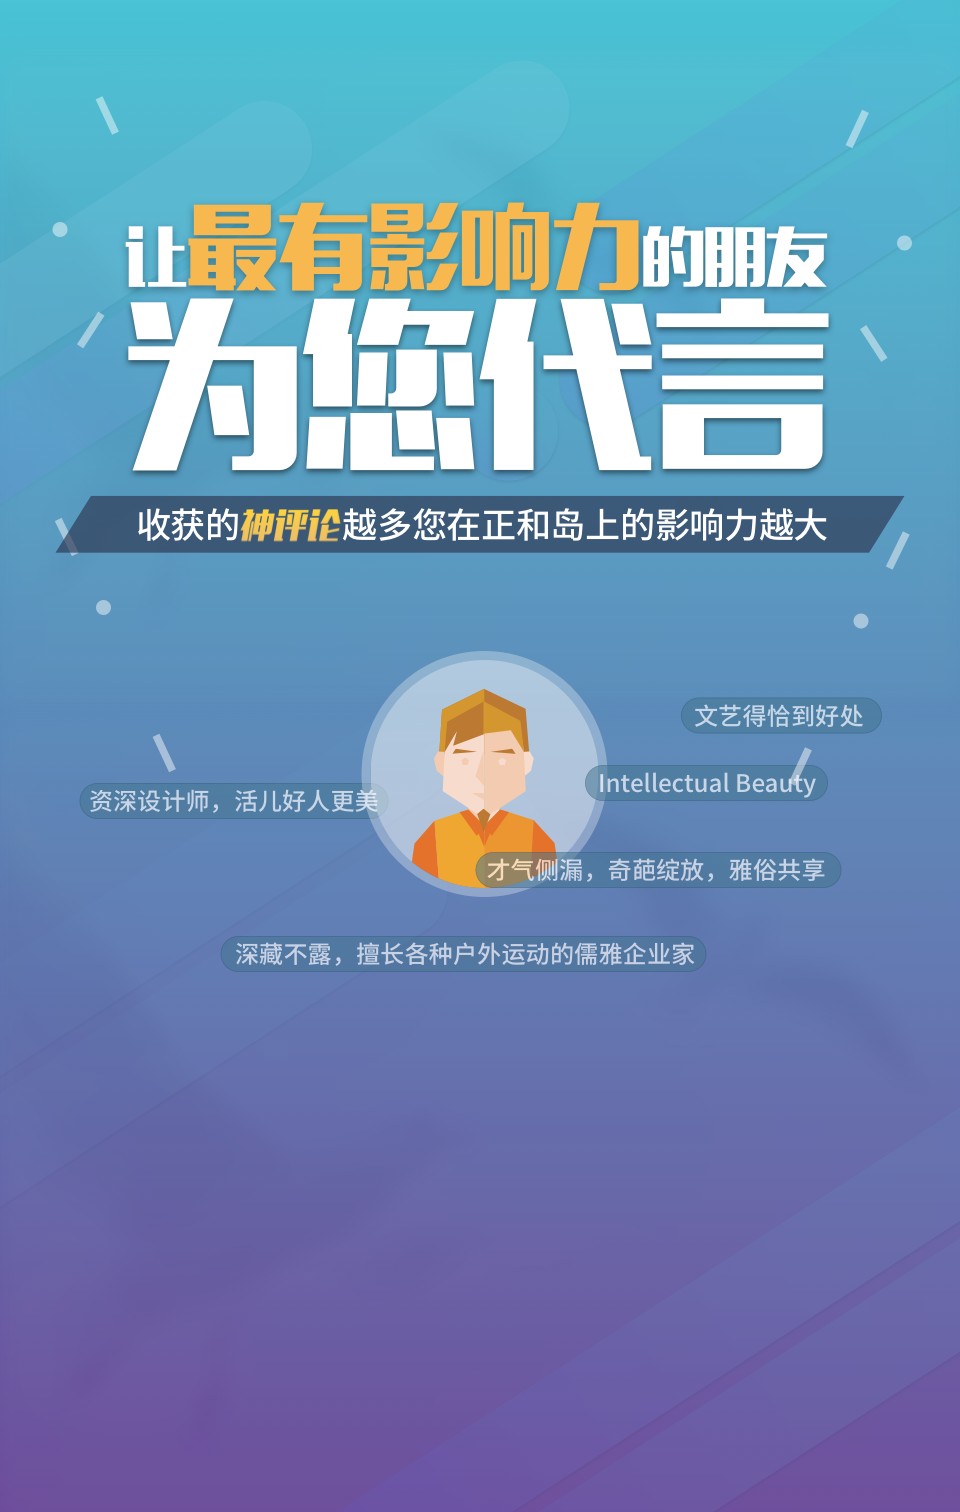 让最有影响力的朋友
为您代言
收获的神评论越多您在正和岛上的影响力越大
文艺得恰到好处
Intellectual Beauty
资深设计师，活儿好人更美
才气侧漏，奇葩绽放，雅俗共享
深藏不露，擅长各种户外运动的儒雅企业家